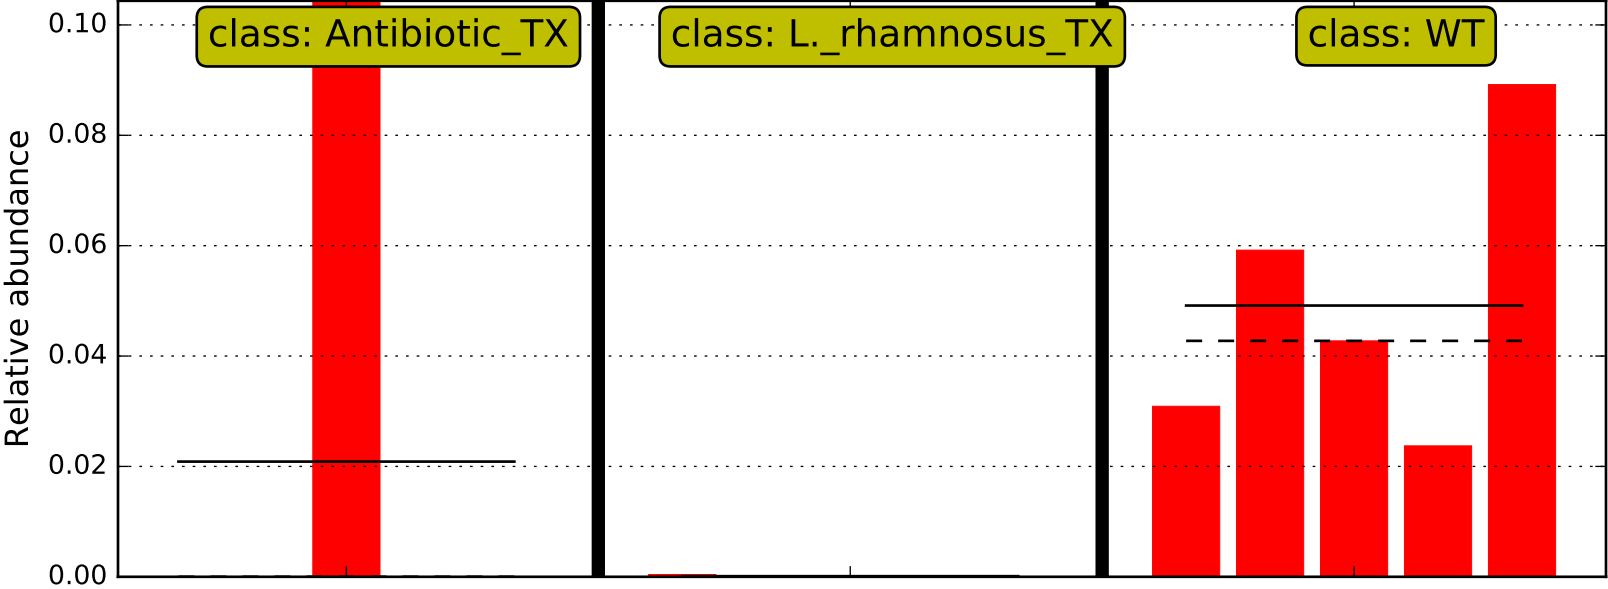 class: Antibiotic_TX
class: L._rhamnosus_TX
class: WT
Relative abundance
0.10
0.08
0.06
0.04
0.02
0.00